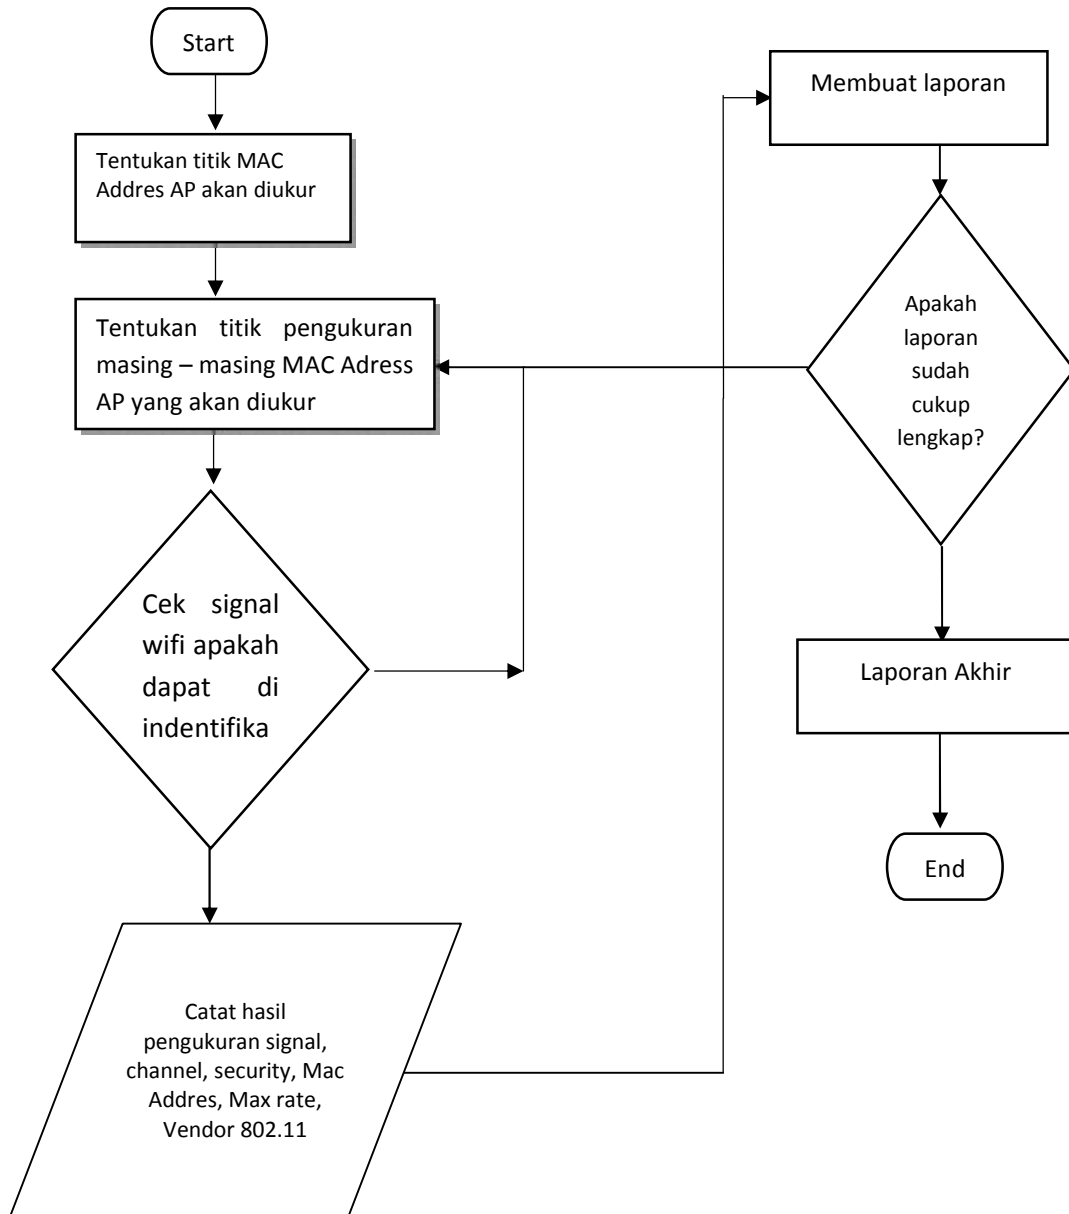 Start
Tentukan titik MAC
Addres AP akan diukur
Tentukan titik pengukuran
masing – masing MAC Adress
AP yang akan diukur
Cek signal
wifi apakah
dapat di
indentifika
Catat hasil
pengukuran signal,
channel, security, Mac
Addres, Max rate,
Vendor 802.11
Membuat laporan
Apakah
laporan
sudah
cukup
lengkap?
Laporan Akhir
End